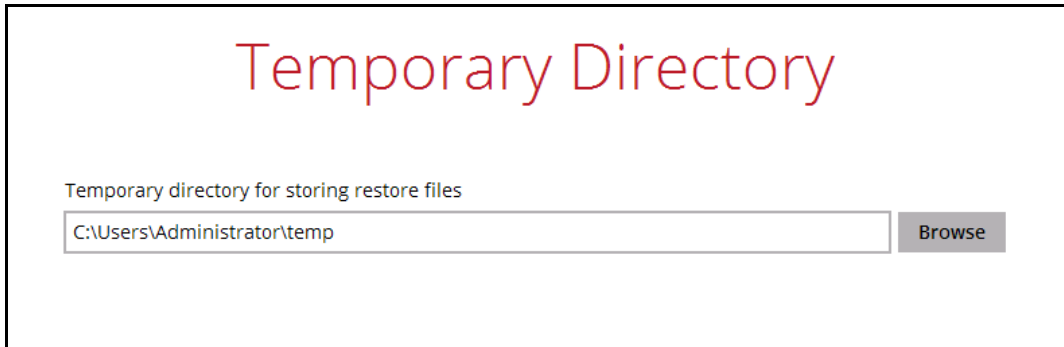 Temporary Directory
Temporary directory for storing restore files
C:\Users\Administrator\temp
Browse